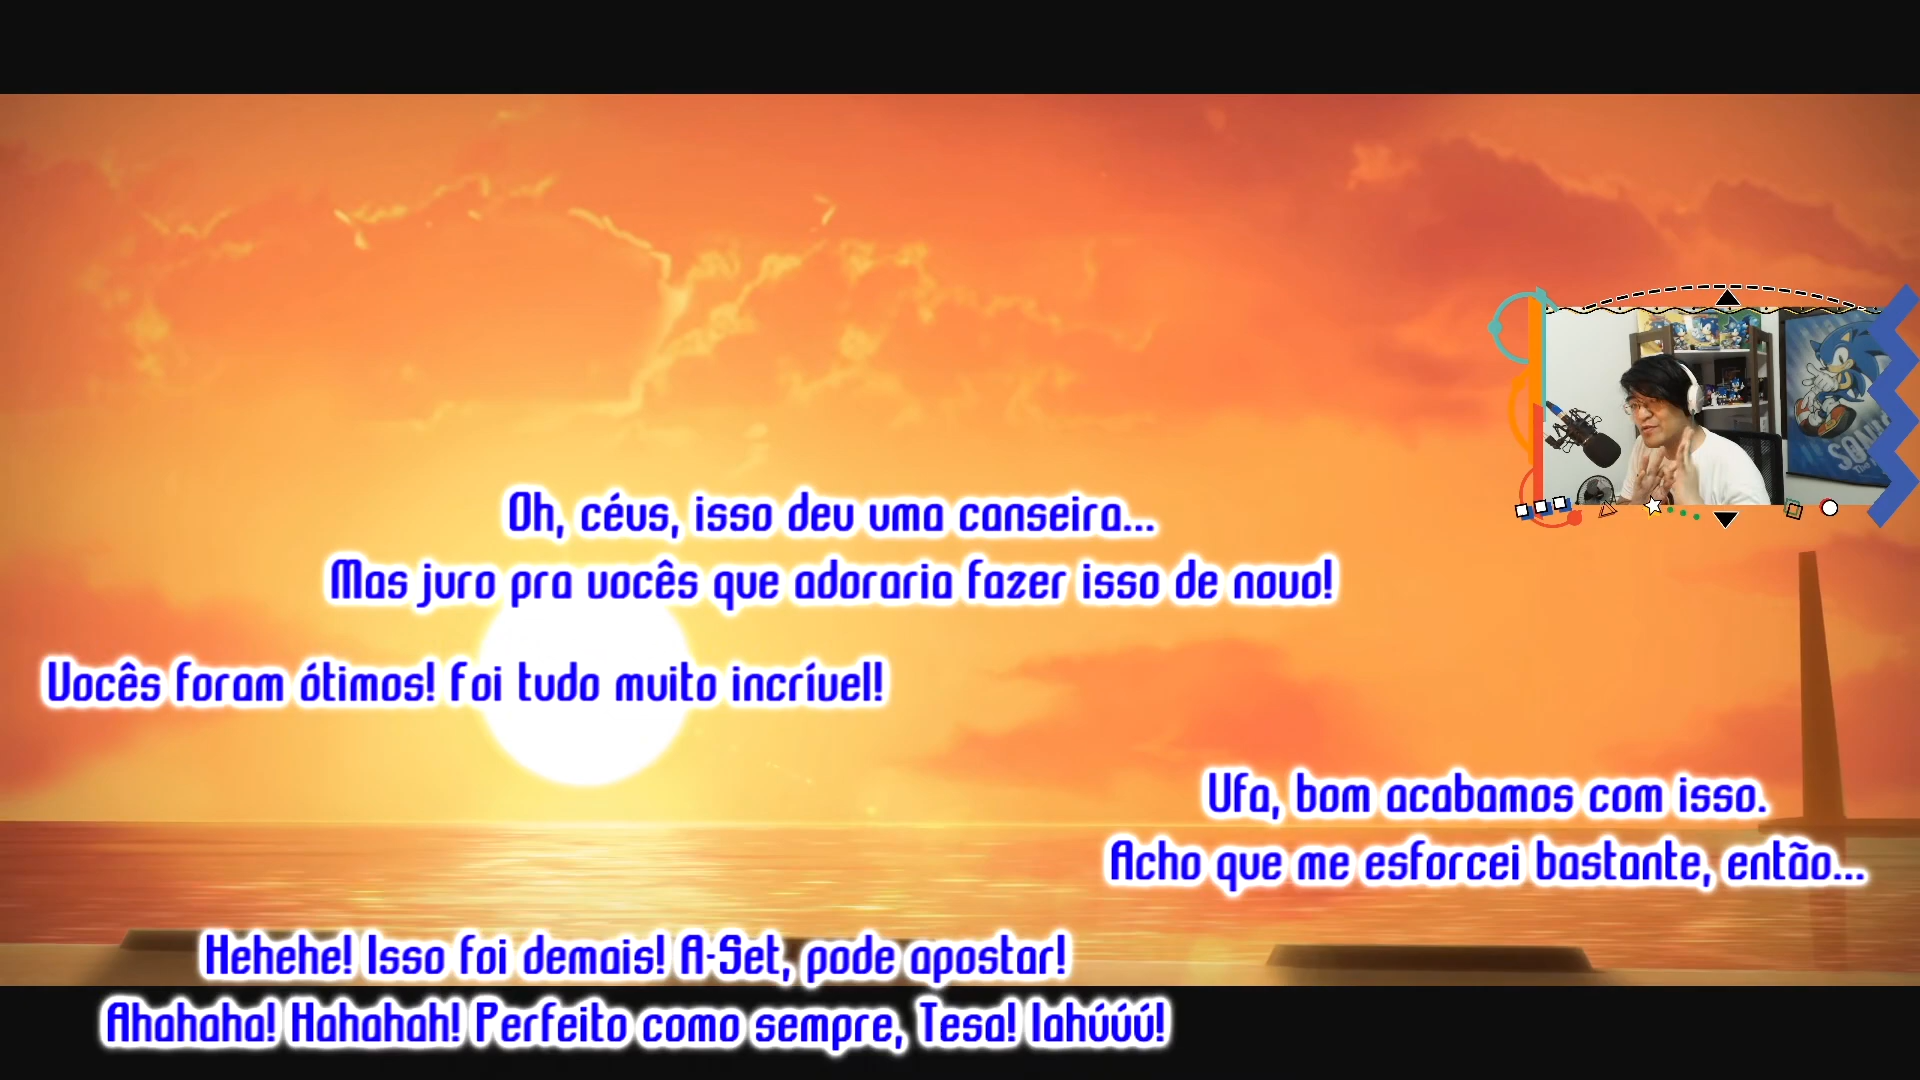 Oh, céus, isso deu uma canseira...
Mas juro pra vocês que adoraria fazer isso de novo!
Vocês foram ótimos! Foi tudo muito incrível!
Ufa, bom acabamos com isso.
Acho que me esforcei bastante, então...
Hehehe! Isso foi demais! A-Set, pode apostar!
Ahahaha! Hahahah! Perfeito como sempre, Tesa! Iahúúú!